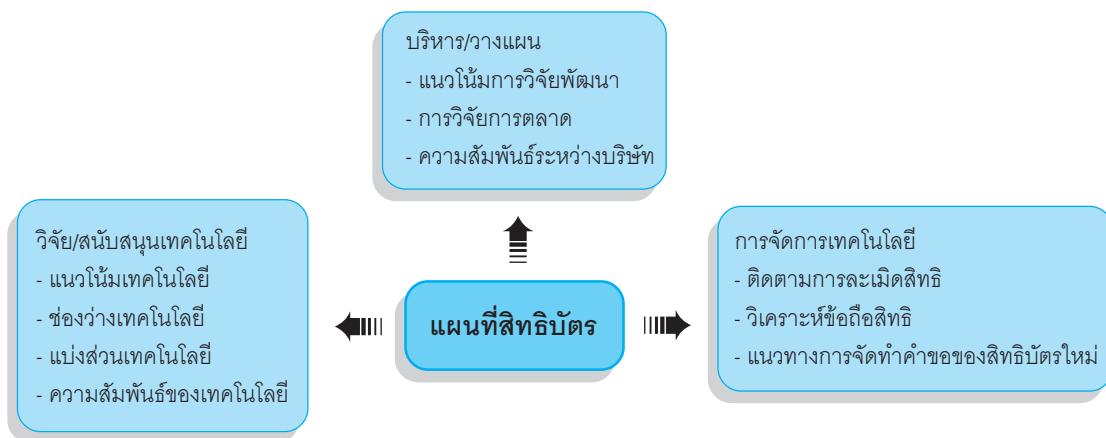 บริหาร/วางแผน
- แนวโน้มการวิจัยพัฒนา
- การวิจัยการตลาด
- ความสัมพันธ์ระหว่างบริษัท
วิจัย/สนับสนุนเทคโนโลยี
- แนวโน้มเทคโนโลยี
- ช่องว่างเทคโนโลยี
- แบ่งส่วนเทคโนโลยี
- ความสัมพันธ์ของเทคโนโลยี
แผนที่สิทธิบัตร
การจัดการเทคโนโลยี
- ติดตามการละเมิดสิทธิ
- วิเคราะห์ข้อถือสิทธิ
- แนวทางการจัดทำคำขอของสิทธิบัตรใหม่